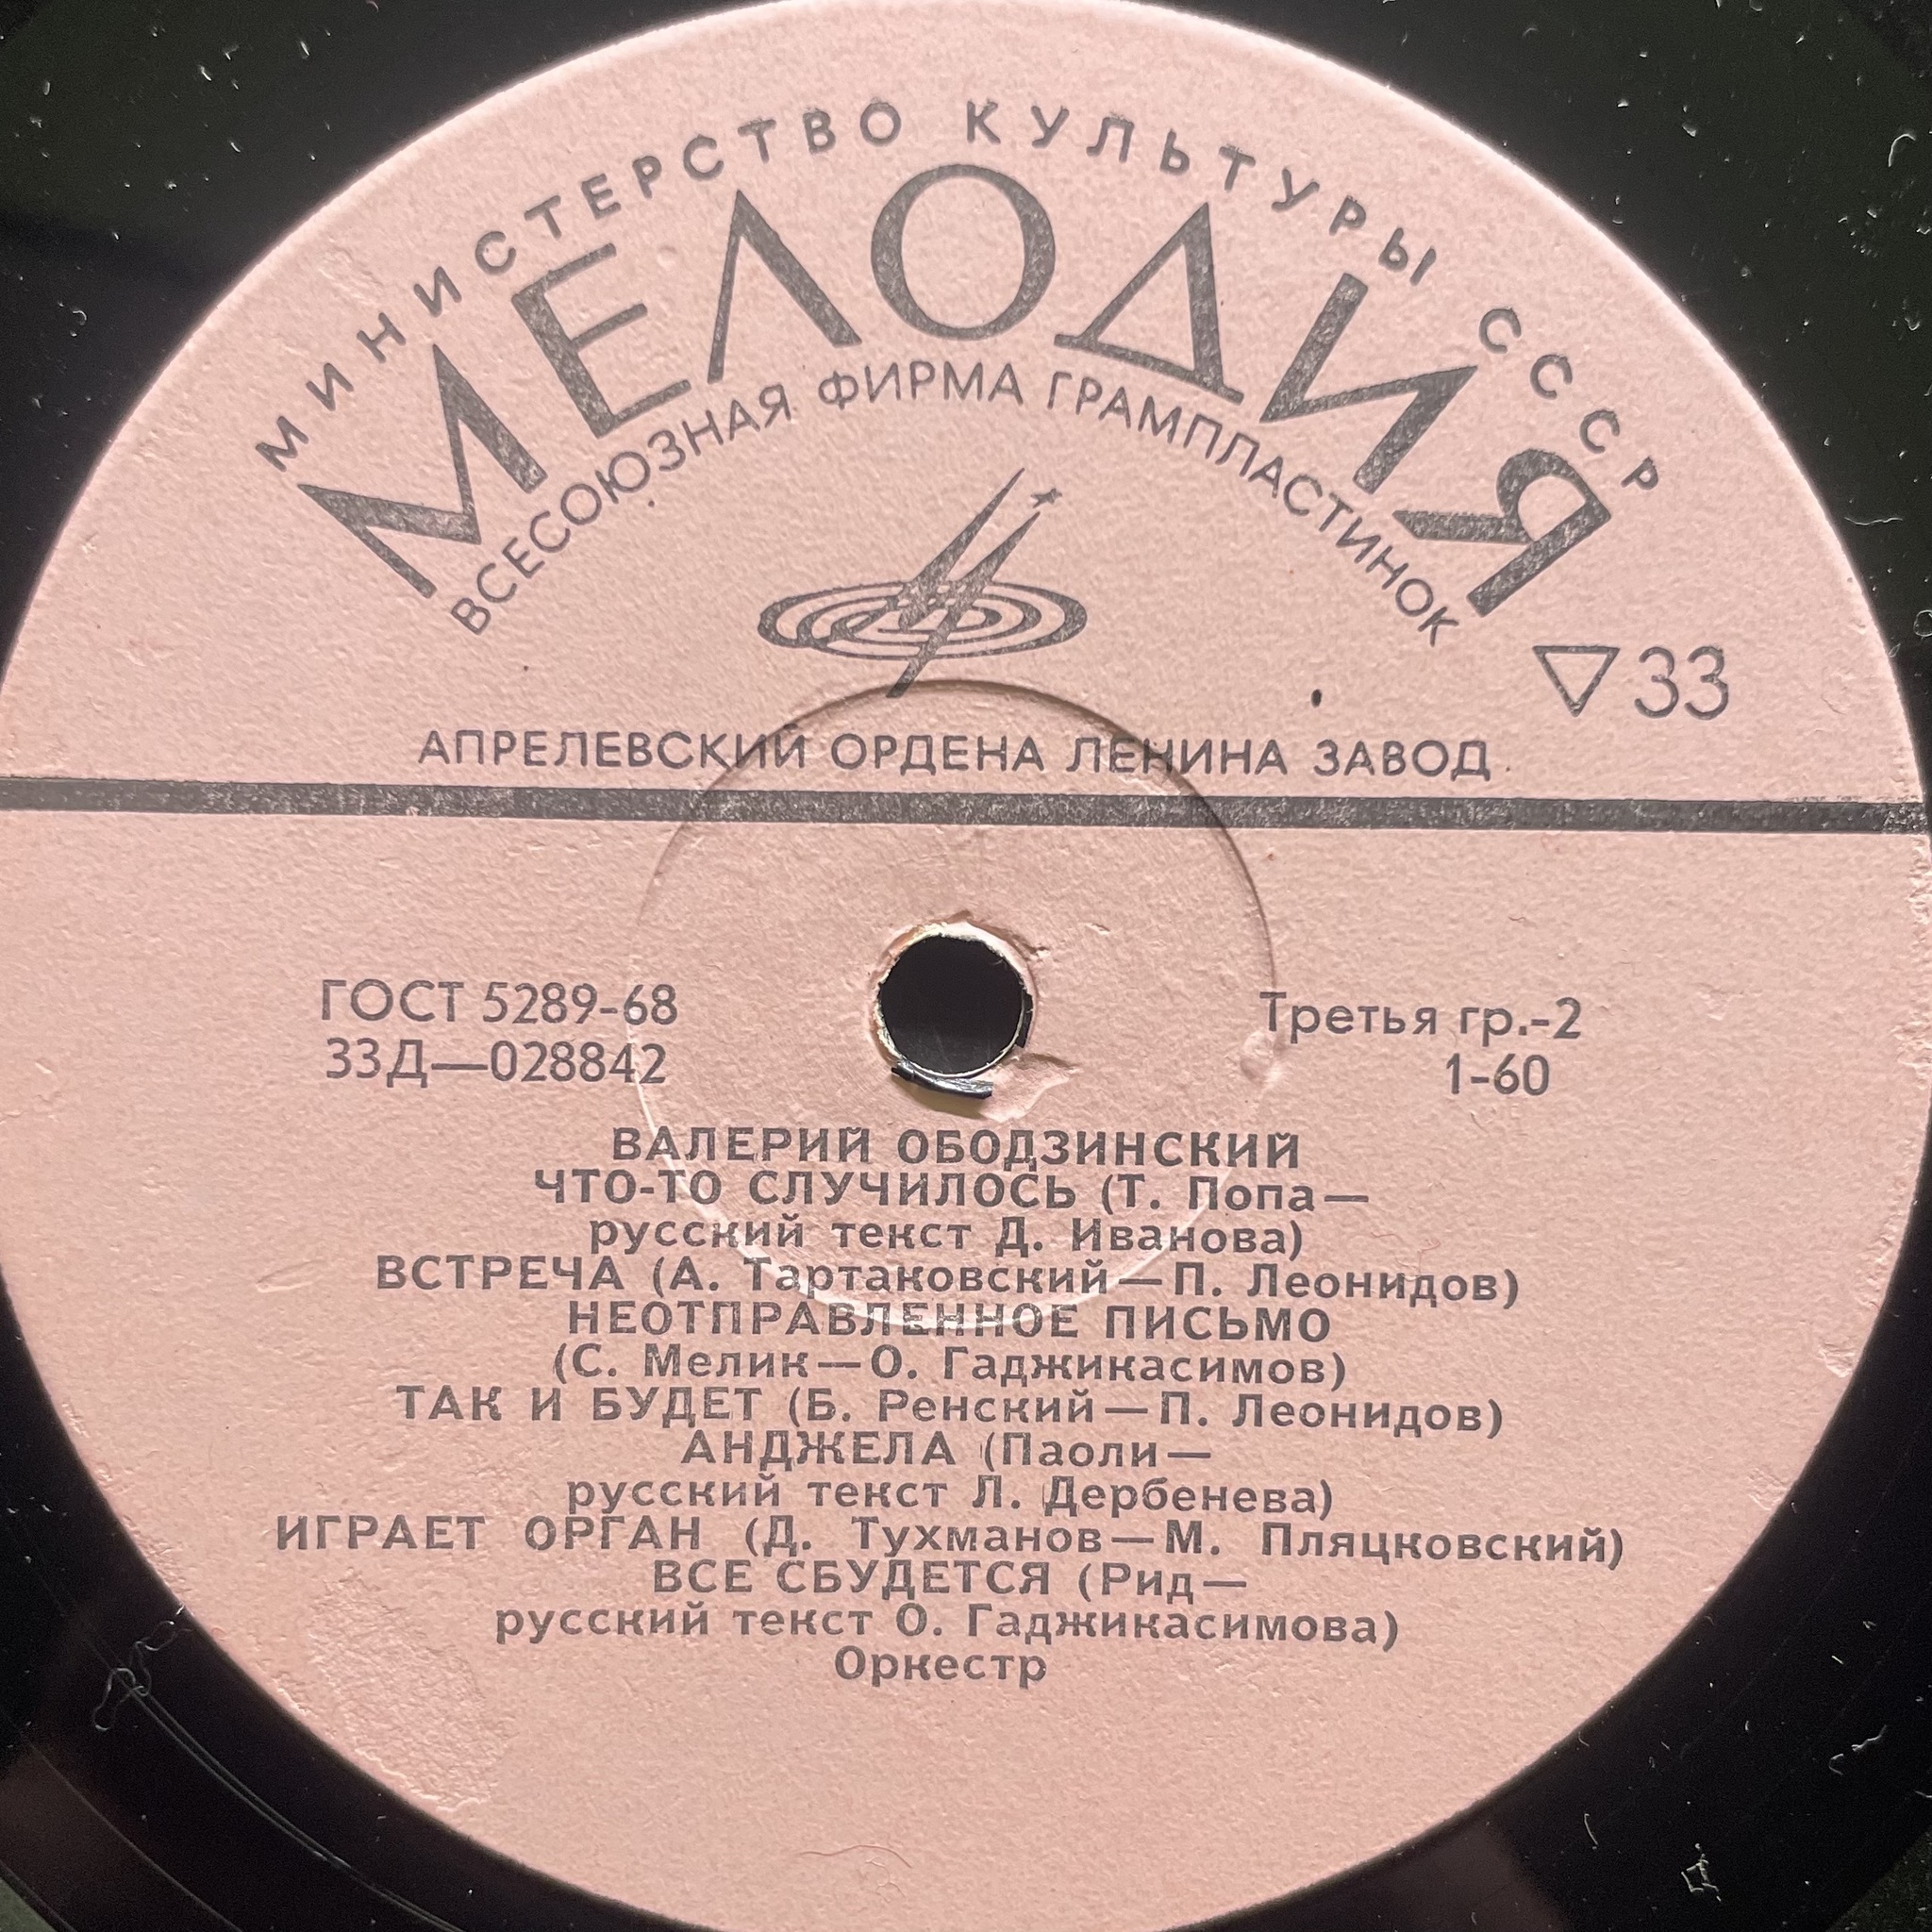 МИНИСТЕРСТВО КУЛЬТУРЫ СССР
МЕЛОДИЯ
ВСЕСОЮЗНАЯ ФИРМА ГРАМПЛАСТИНОК
▽33
АПРЕЛЕВСКИЙ ОРДЕНА ЛЕНИНА ЗАВОД
ГОСТ 5289-68
33Д—028842
Третья гр.-2
1-60
ВАЛЕРИЙ ОБОДЗИНСКИЙ
ЧТО-ТО СЛУЧИЛОСЬ (Т. Попа—
русский текст Д. Иванова)
ВСТРЕЧА (А. Тартаковский—П. Леонидов)
НЕОТПРАВЛЕННОЕ ПИСЬМО
(С. Мелик—О. Гаджикасимов)
ТАК И БУДЕТ (Б. Ренский—П. Леонидов)
АНДЖЕЛА (Паоли—
русский текст Л. Дербенева)
ИГРАЕТ ОРГАН (Д. Тухманов—М. Пляцковский)
ВСЕ СБУДЕТСЯ (Рид—
русский текст О. Гаджикасимова)
Оркестр